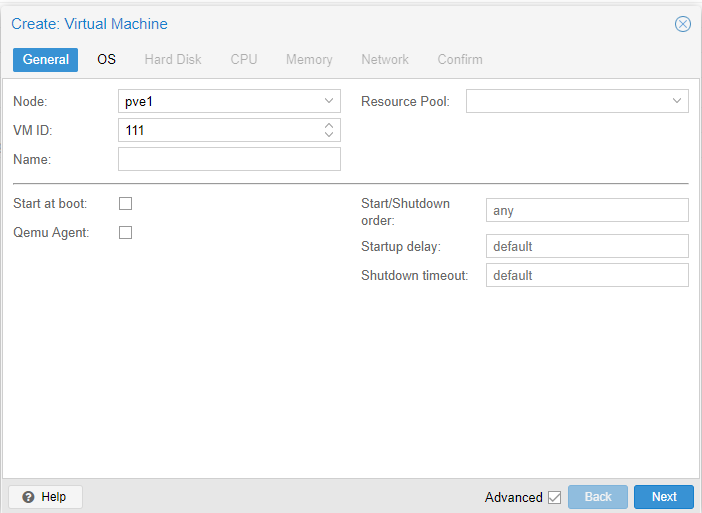 Create: Virtual Machine
General OS Hard Disk CPU Memory Network Confirm
Node: pve1 Resource Pool:
VM ID: 111
Name:
Start at boot: Start/Shutdown order: any
Qemu Agent: Startup delay: default
Shutdown timeout: default
Help Advanced Back Next